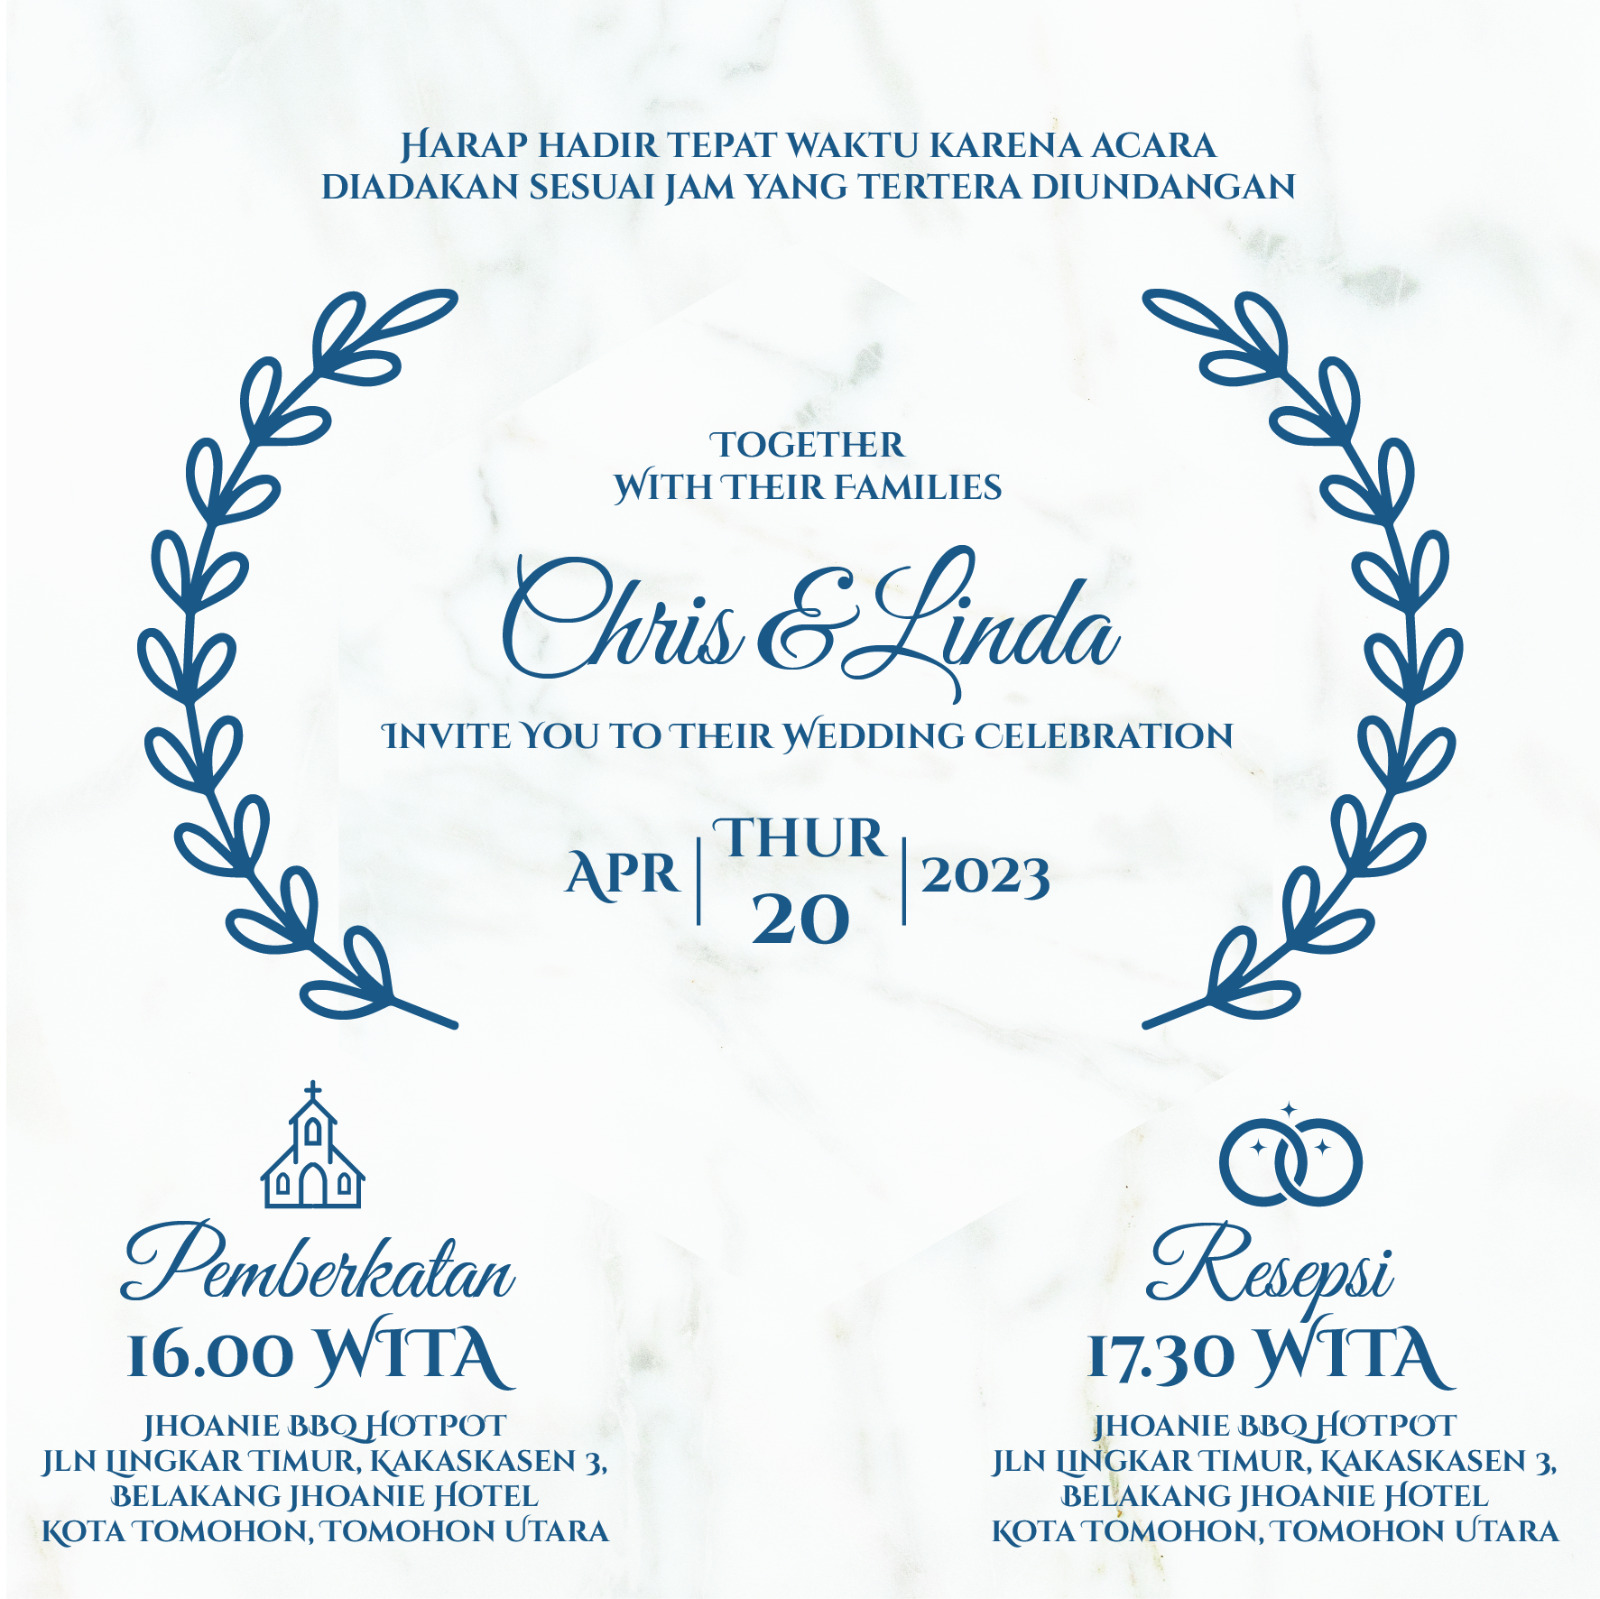 Harap hadir tepat waktu karena acara
diadakan sesuai jam yang tertera diundangan
Together
With Their Families
Chris & Linda
Invite You to Their Wedding Celebration
Apr | Thur 20 | 2023
Pemberkatan
16.00 WITA
Jhoanie BBQ Hotpot
Jln Lingkar Timur, Kakaskasen 3,
Belakang Jhoanie Hotel
Kota Tomohon, Tomohon Utara
Resepsi
17.30 WITA
Jhoanie BBQ Hotpot
Jln Lingkar Timur, Kakaskasen 3,
Belakang Jhoanie Hotel
Kota Tomohon, Tomohon Utara